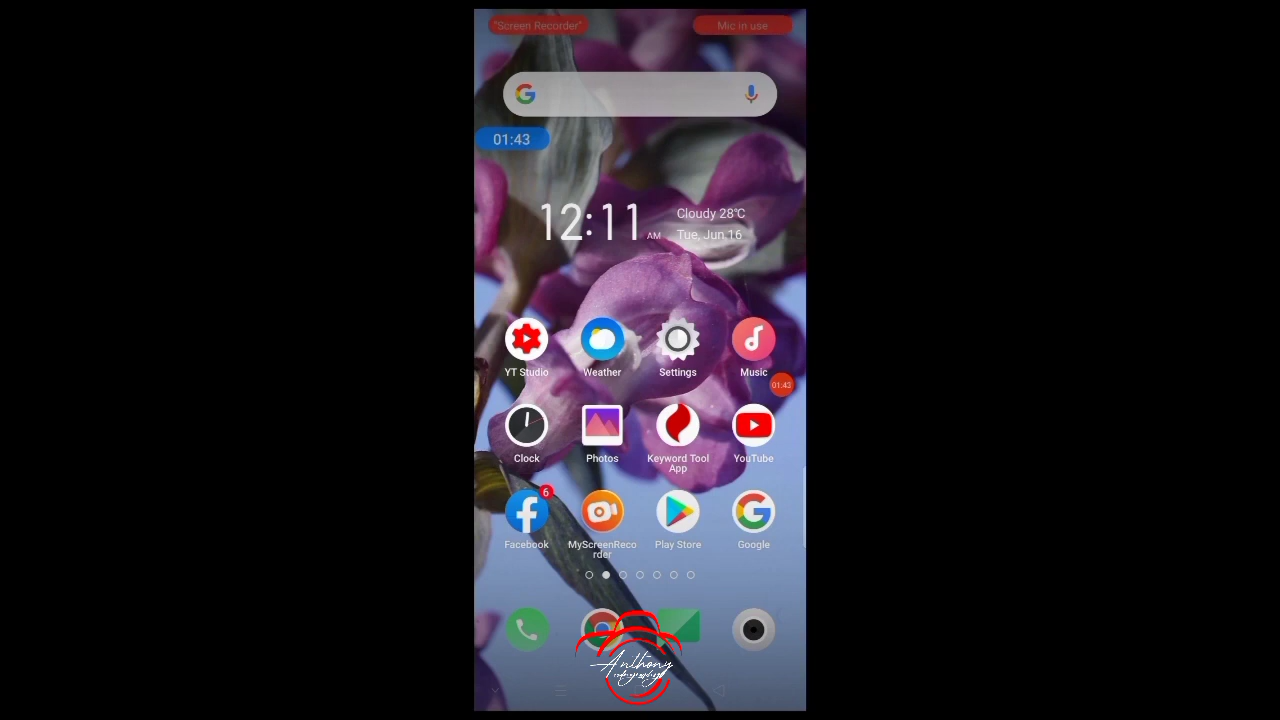 "Screen Recorder"
Mic in use
01:43
12:11 AM
Cloudy 28°C
Tue, Jun 16
YT Studio
Weather
Settings
Music
01:43
Clock
Photos
Keyword Tool
App
YouTube
6
Facebook
MyScreenReco
rder
Play Store
Google
Anthony